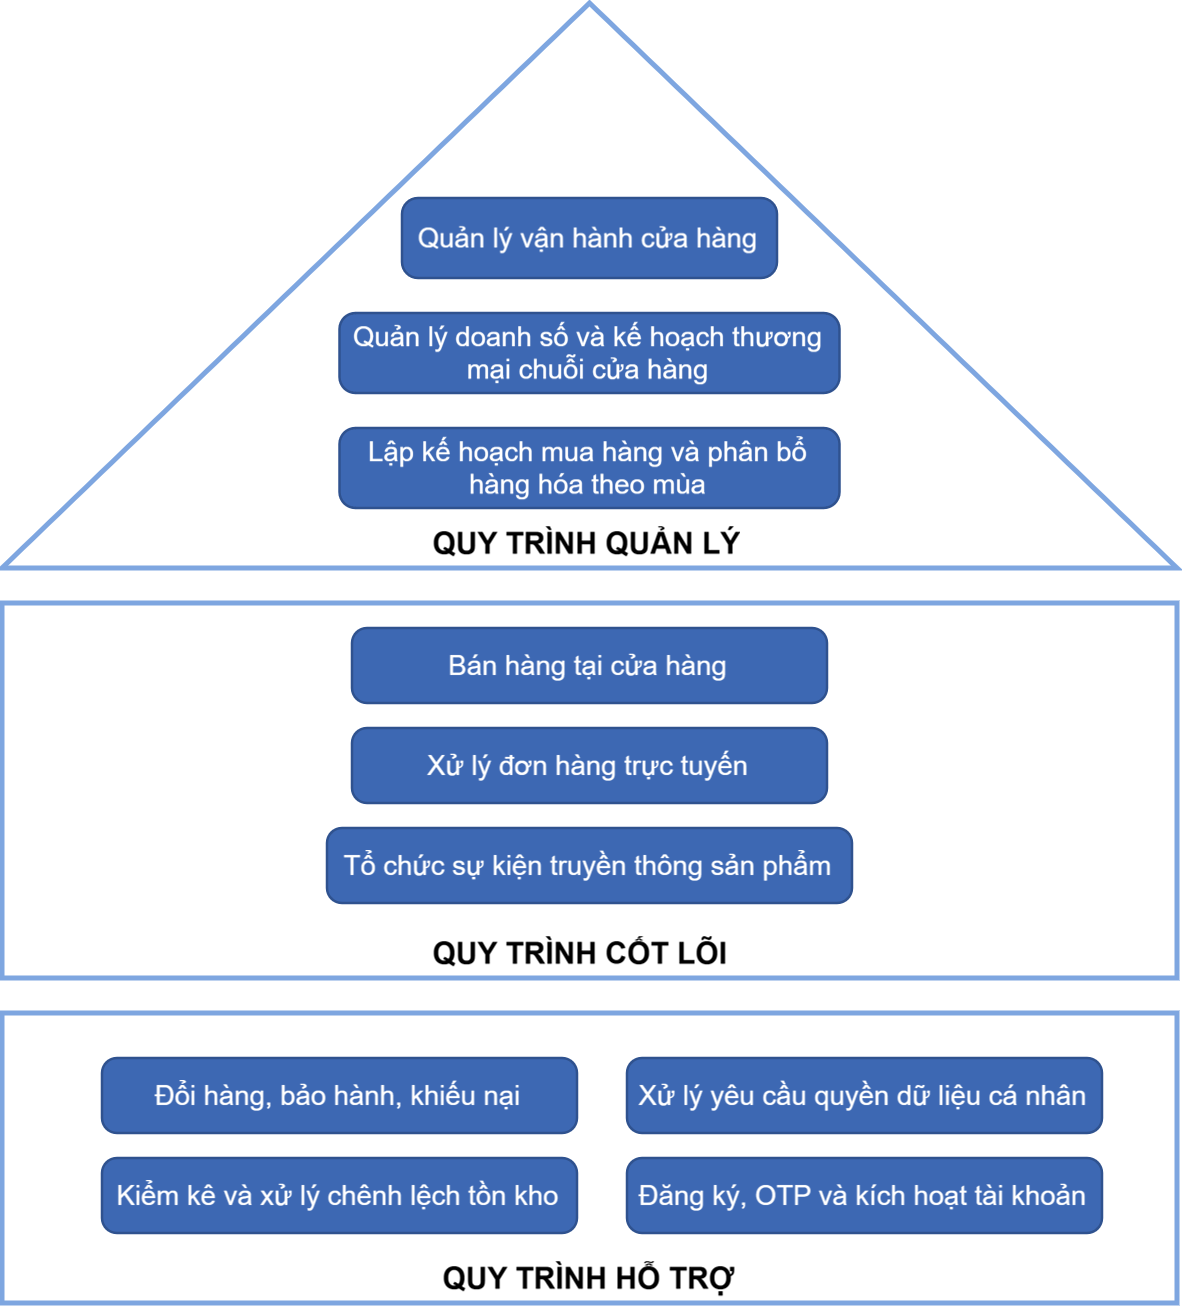 Quản lý vận hành cửa hàng
Quản lý doanh số và kế hoạch thương
mại chuỗi cửa hàng
Lập kế hoạch mua hàng và phân bổ
hàng hóa theo mùa
QUY TRÌNH QUẢN LÝ
Bán hàng tại cửa hàng
Xử lý đơn hàng trực tuyến
Tổ chức sự kiện truyền thông sản phẩm
QUY TRÌNH CỐT LÕI
Đổi hàng, bảo hành, khiếu nại
Xử lý yêu cầu quyền dữ liệu cá nhân
Kiểm kê và xử lý chênh lệch tồn kho
Đăng ký, OTP và kích hoạt tài khoản
QUY TRÌNH HỖ TRỢ